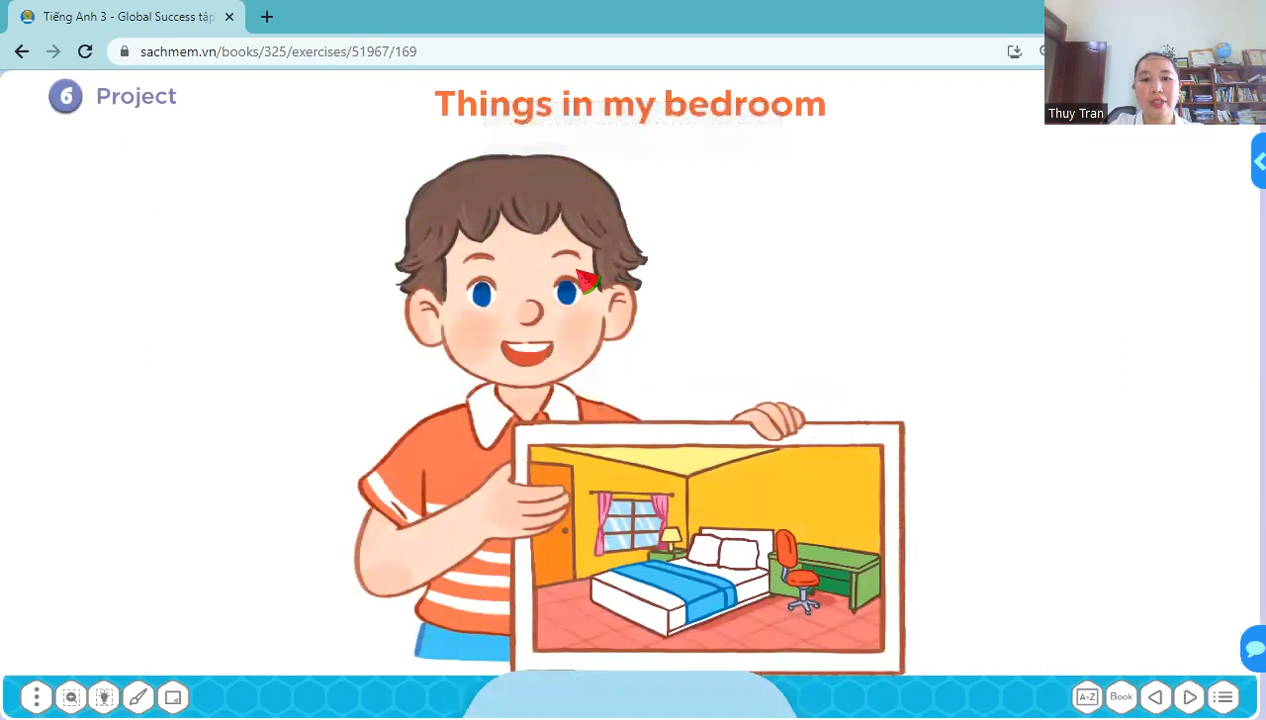 Tiếng Anh 3 - Global Success tập
sachmem.vn/books/325/exercises/51967/169
6 Project
Things in my bedroom
Thuy Tran
A-Z
Book